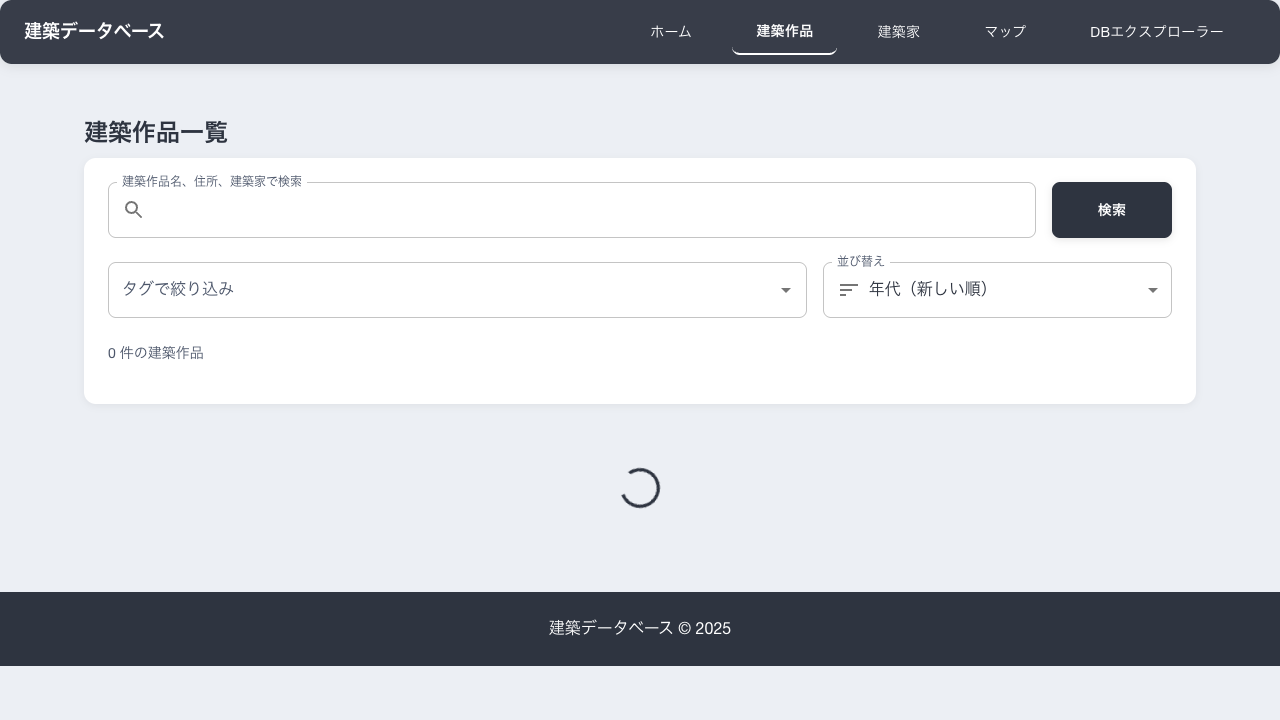 建築データベース
ホーム
建築作品
建築家
マップ
DBエクスプローラー
建築作品一覧
建築作品名、住所、建築家で検索
検索
タグで絞り込み
並び替え
年代（新しい順）
0 件の建築作品
建築データベース © 2025